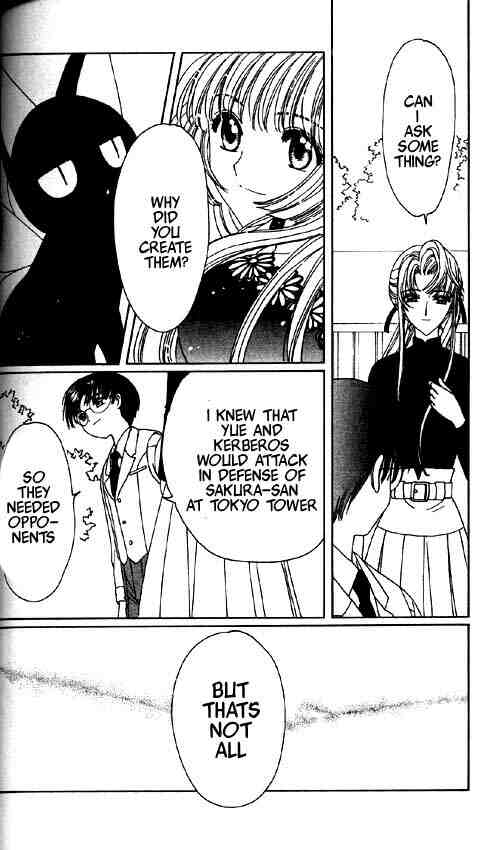 CAN
I
ASK
SOME
THING?
WHY
DID
YOU
CREATE
THEM?
I KNEW THAT
YUE AND
KERBEROS
WOULD ATTACK
IN DEFENSE OF
SAKURA-SAN
AT TOKYO TOWER
SO
THEY
NEEDED
OPPO-
NENTS
BUT
THATS
NOT
ALL